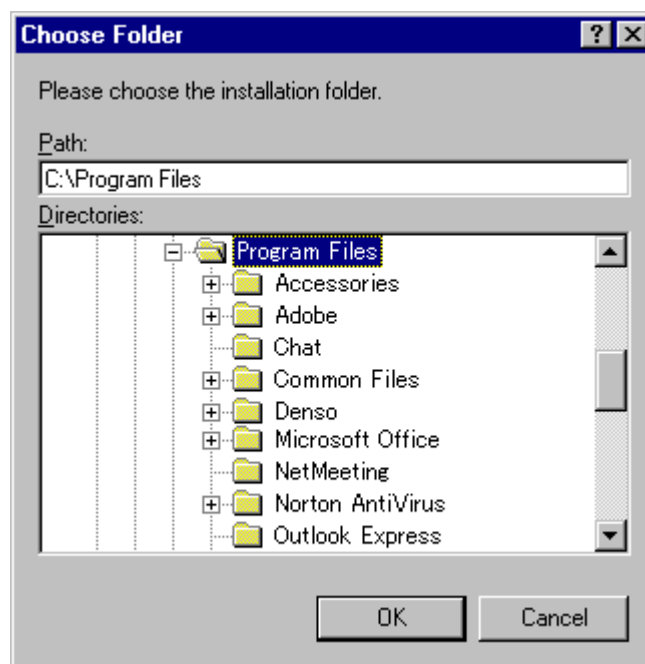 Choose Folder
Please choose the installation folder.
Path:
C:\Program Files
Directories:
Program Files
Accessories
Adobe
Chat
Common Files
Denso
Microsoft Office
NetMeeting
Norton AntiVirus
Outlook Express
OK Cancel